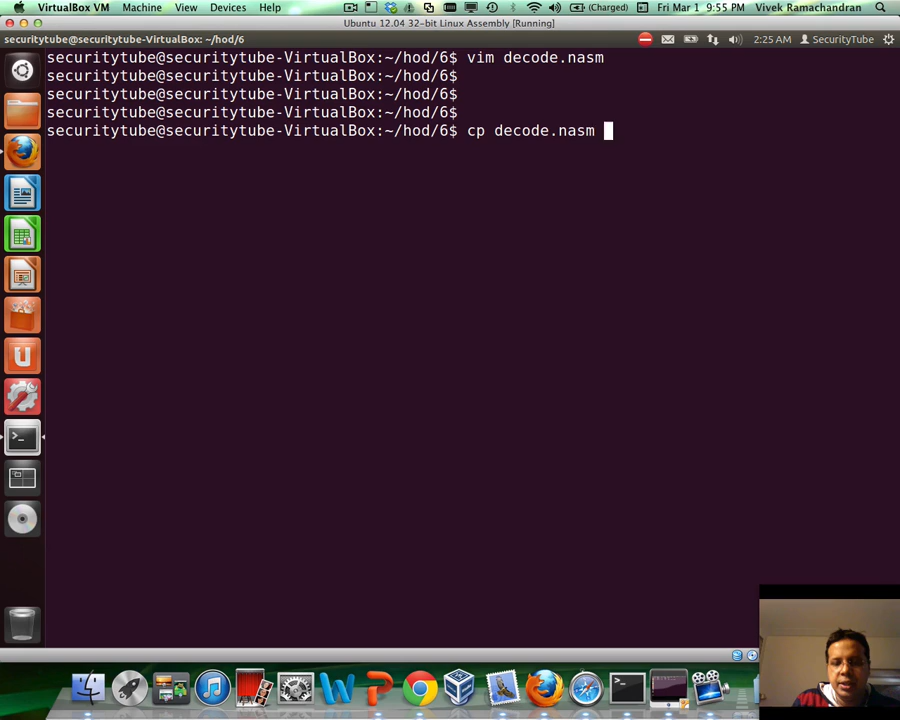 VirtualBox VM Machine View Devices Help (Charged) Fri Mar 1 9:55 PM Vivek Ramachandran
Ubuntu 12.04 32-bit Linux Assembly [Running]
securitytube@securitytube-VirtualBox: ~/hod/6 2:25 AM SecurityTube
securitytube@securitytube-VirtualBox:~/hod/6$ vim decode.nasm
securitytube@securitytube-VirtualBox:~/hod/6$
securitytube@securitytube-VirtualBox:~/hod/6$
securitytube@securitytube-VirtualBox:~/hod/6$
securitytube@securitytube-VirtualBox:~/hod/6$ cp decode.nasm